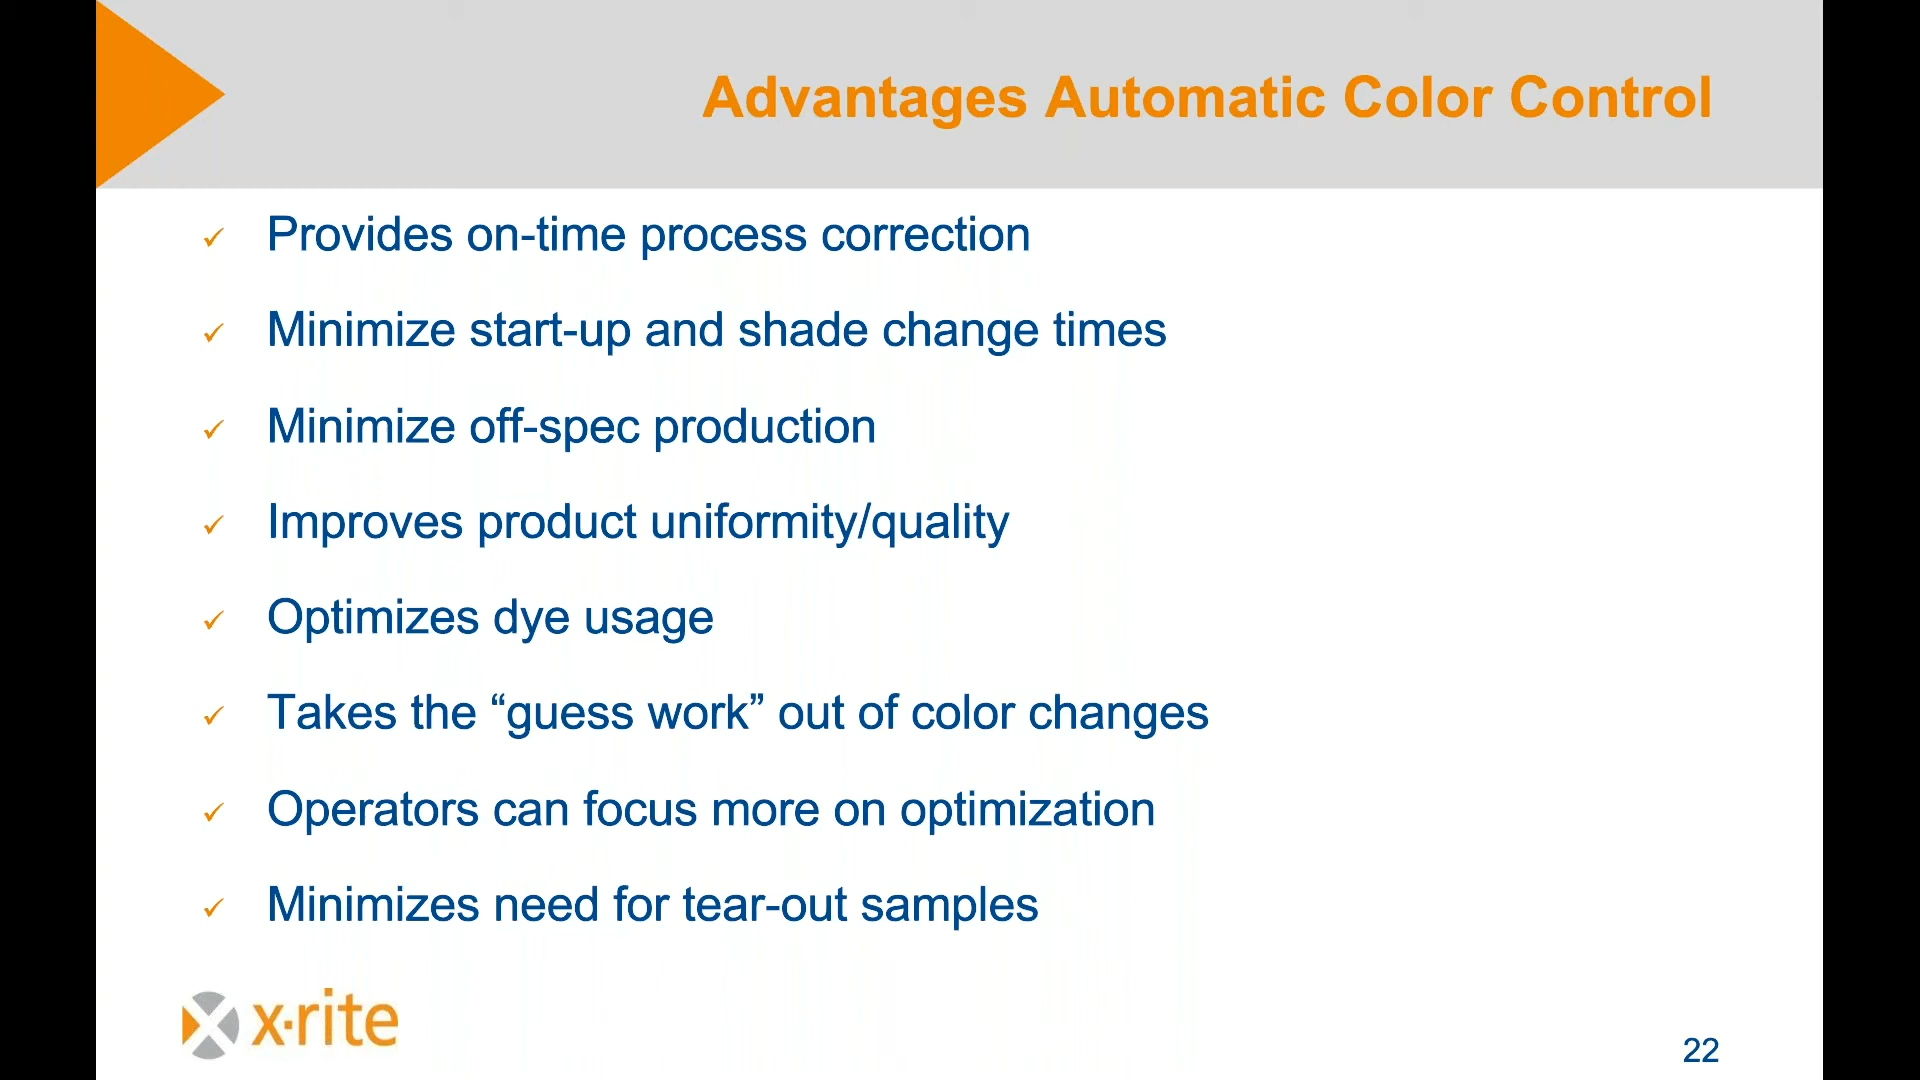 Advantages Automatic Color Control
Provides on-time process correction
Minimize start-up and shade change times
Minimize off-spec production
Improves product uniformity/quality
Optimizes dye usage
Takes the “guess work” out of color changes
Operators can focus more on optimization
Minimizes need for tear-out samples
x·rite
22